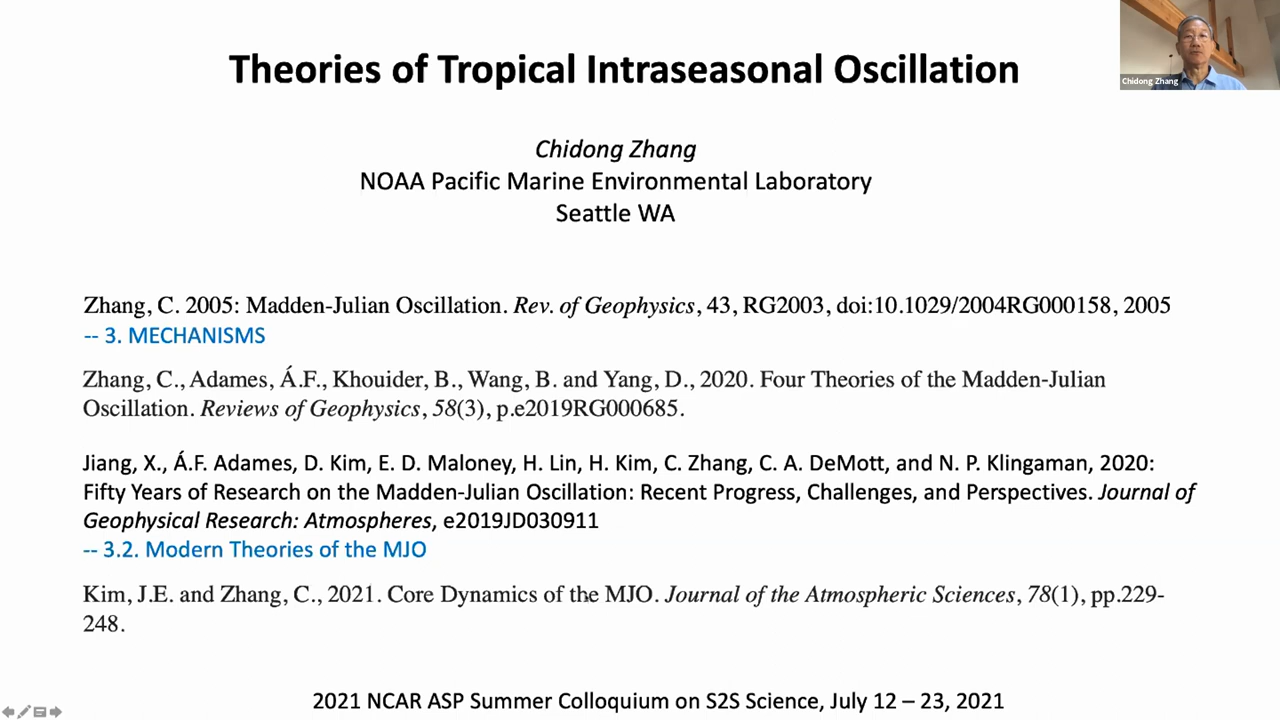 Theories of Tropical Intraseasonal Oscillation
Chidong Zhang
Chidong Zhang
NOAA Pacific Marine Environmental Laboratory
Seattle WA
Zhang, C. 2005: Madden-Julian Oscillation. Rev. of Geophysics, 43, RG2003, doi:10.1029/2004RG000158, 2005
-- 3. MECHANISMS
Zhang, C., Adames, Á.F., Khouider, B., Wang, B. and Yang, D., 2020. Four Theories of the Madden-Julian
Oscillation. Reviews of Geophysics, 58(3), p.e2019RG000685.
Jiang, X., Á.F. Adames, D. Kim, E. D. Maloney, H. Lin, H. Kim, C. Zhang, C. A. DeMott, and N. P. Klingaman, 2020:
Fifty Years of Research on the Madden-Julian Oscillation: Recent Progress, Challenges, and Perspectives. Journal of
Geophysical Research: Atmospheres, e2019JD030911
-- 3.2. Modern Theories of the MJO
Kim, J.E. and Zhang, C., 2021. Core Dynamics of the MJO. Journal of the Atmospheric Sciences, 78(1), pp.229-
248.
2021 NCAR ASP Summer Colloquium on S2S Science, July 12 – 23, 2021